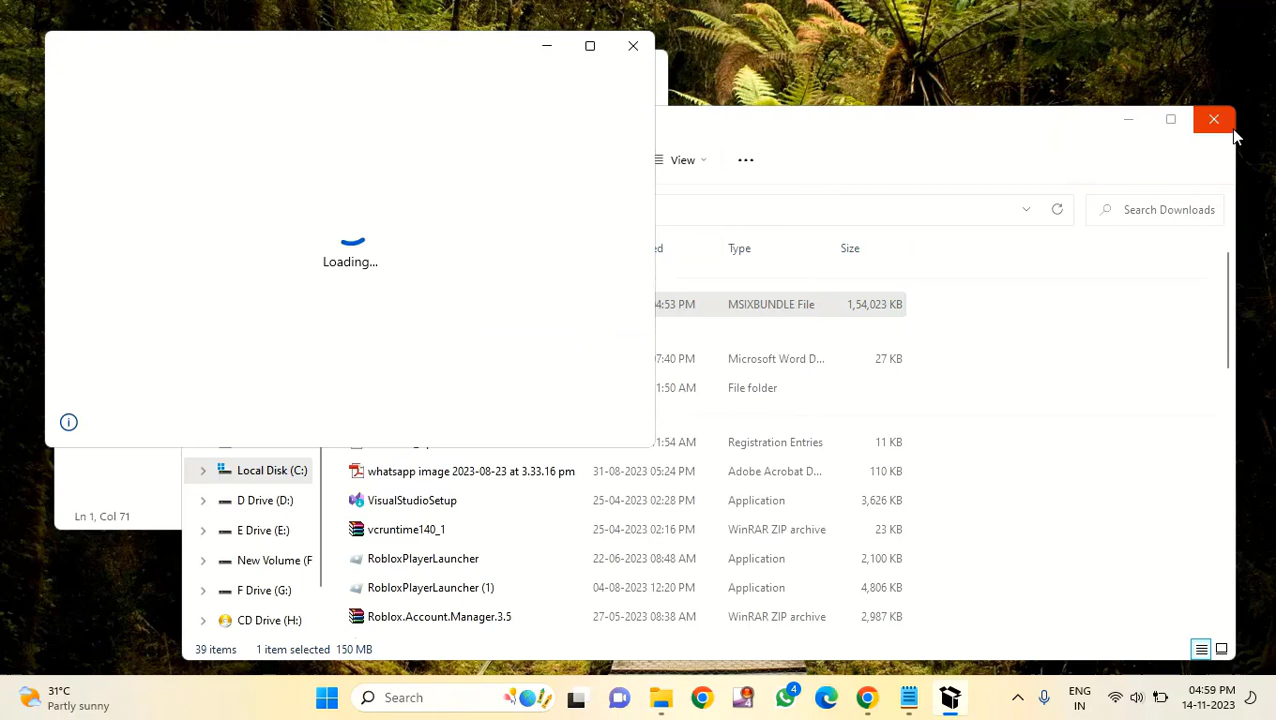 Loading...
View
Search Downloads
ed
Type
Size
04:53 PM
MSIXBUNDLE File
1,54,023 KB
07:40 PM
Microsoft Word D...
27 KB
1:50 AM
File folder
1:54 AM
Registration Entries
11 KB
Local Disk (C:)
whatsapp image 2023-08-23 at 3.33.16 pm
31-08-2023 05:24 PM
Adobe Acrobat D...
110 KB
D Drive (D:)
VisualStudioSetup
25-04-2023 02:28 PM
Application
3,626 KB
Ln 1, Col 71
E Drive (E:)
vcruntime140_1
25-04-2023 02:16 PM
WinRAR ZIP archive
23 KB
New Volume (F
RobloxPlayerLauncher
22-06-2023 08:48 AM
Application
2,100 KB
F Drive (G:)
RobloxPlayerLauncher (1)
04-08-2023 12:20 PM
Application
4,806 KB
CD Drive (H:)
Roblox.Account.Manager.3.5
27-05-2023 08:38 AM
WinRAR ZIP archive
2,987 KB
39 items
1 item selected 150 MB
31°C
Partly sunny
Search
4
4
ENG
IN
04:59 PM
14-11-2023